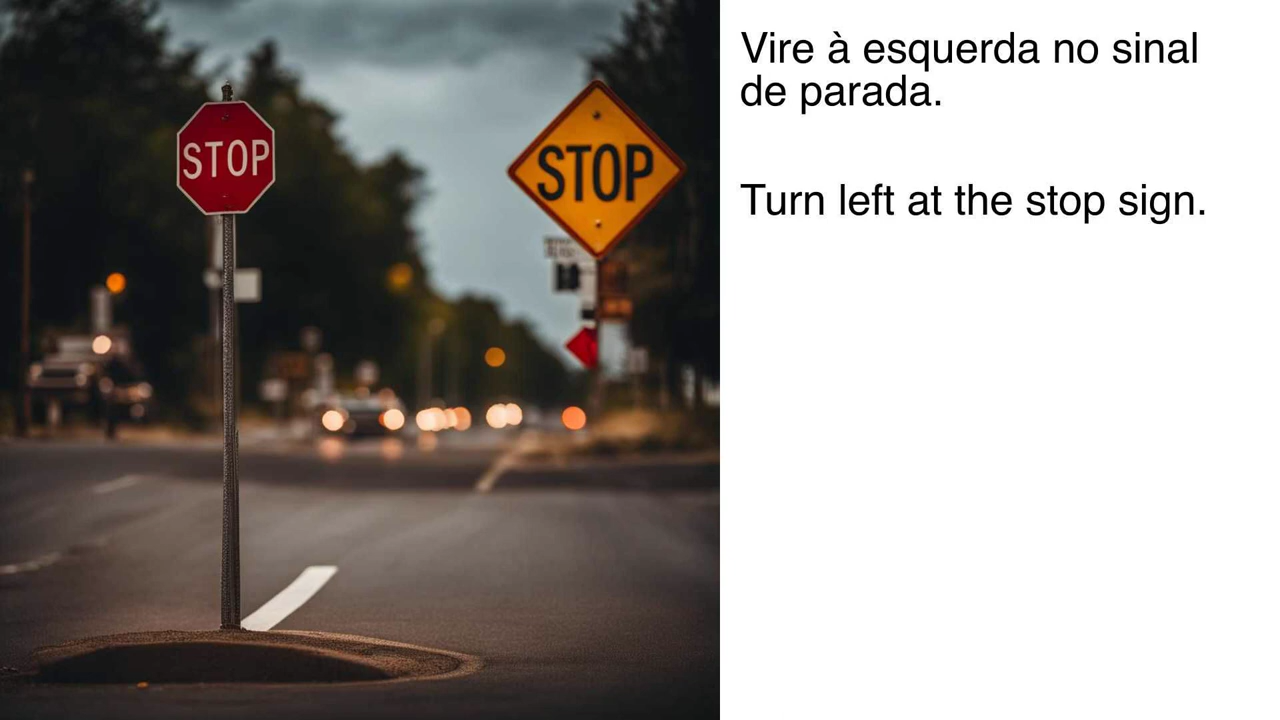 STOP
STOP
Vire à esquerda no sinal
de parada.
Turn left at the stop sign.